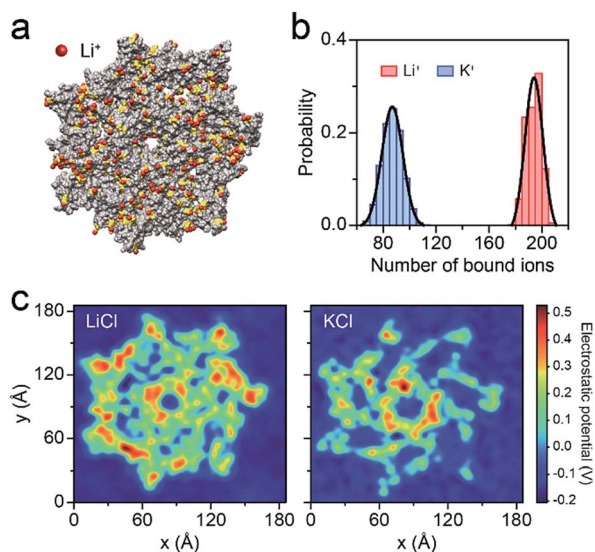 a
Li⁺
b
0.4
Li⁺ K⁺
Probability
0.2
0.0
80 120 160 200
Number of bound ions
c
180 LiCl KCl 0.5
0.4
120 0.3
y (Å) 0.2
60 0.1
0.0
-0.1
0 -0.2
Electrostatic potential (V)
0 60 120 180 0 60 120 180
x (Å) x (Å)